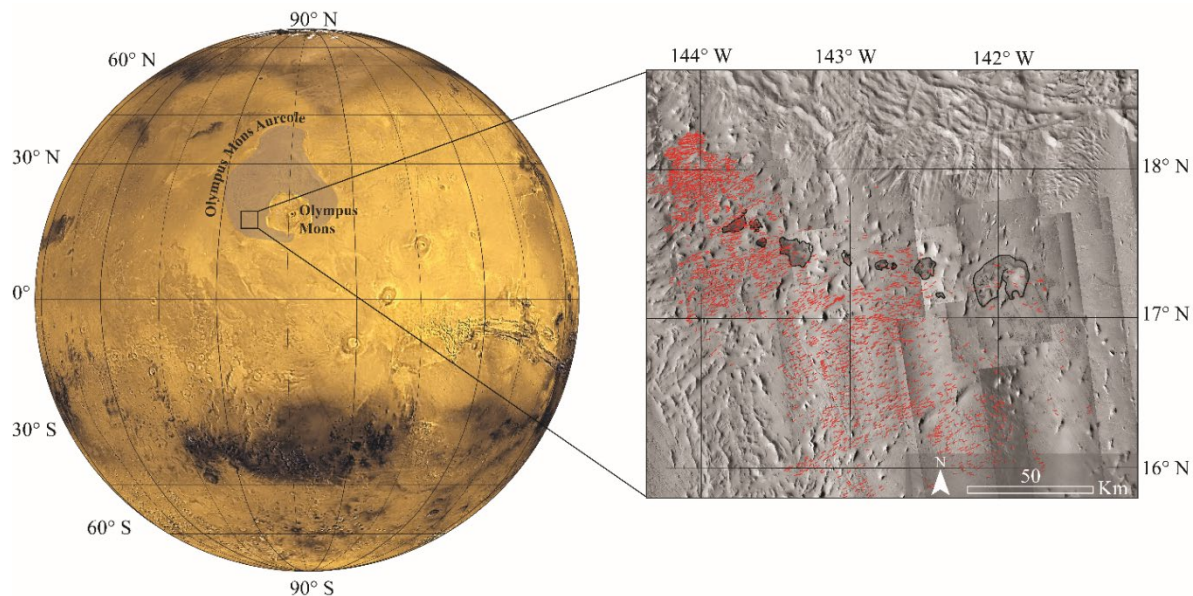 90° N
60° N
30° N
0°
30° S
60° S
90° S
Olympus Mons Aureole
Olympus
Mons
144° W
143° W
142° W
18° N
17° N
16° N
N
50
Km